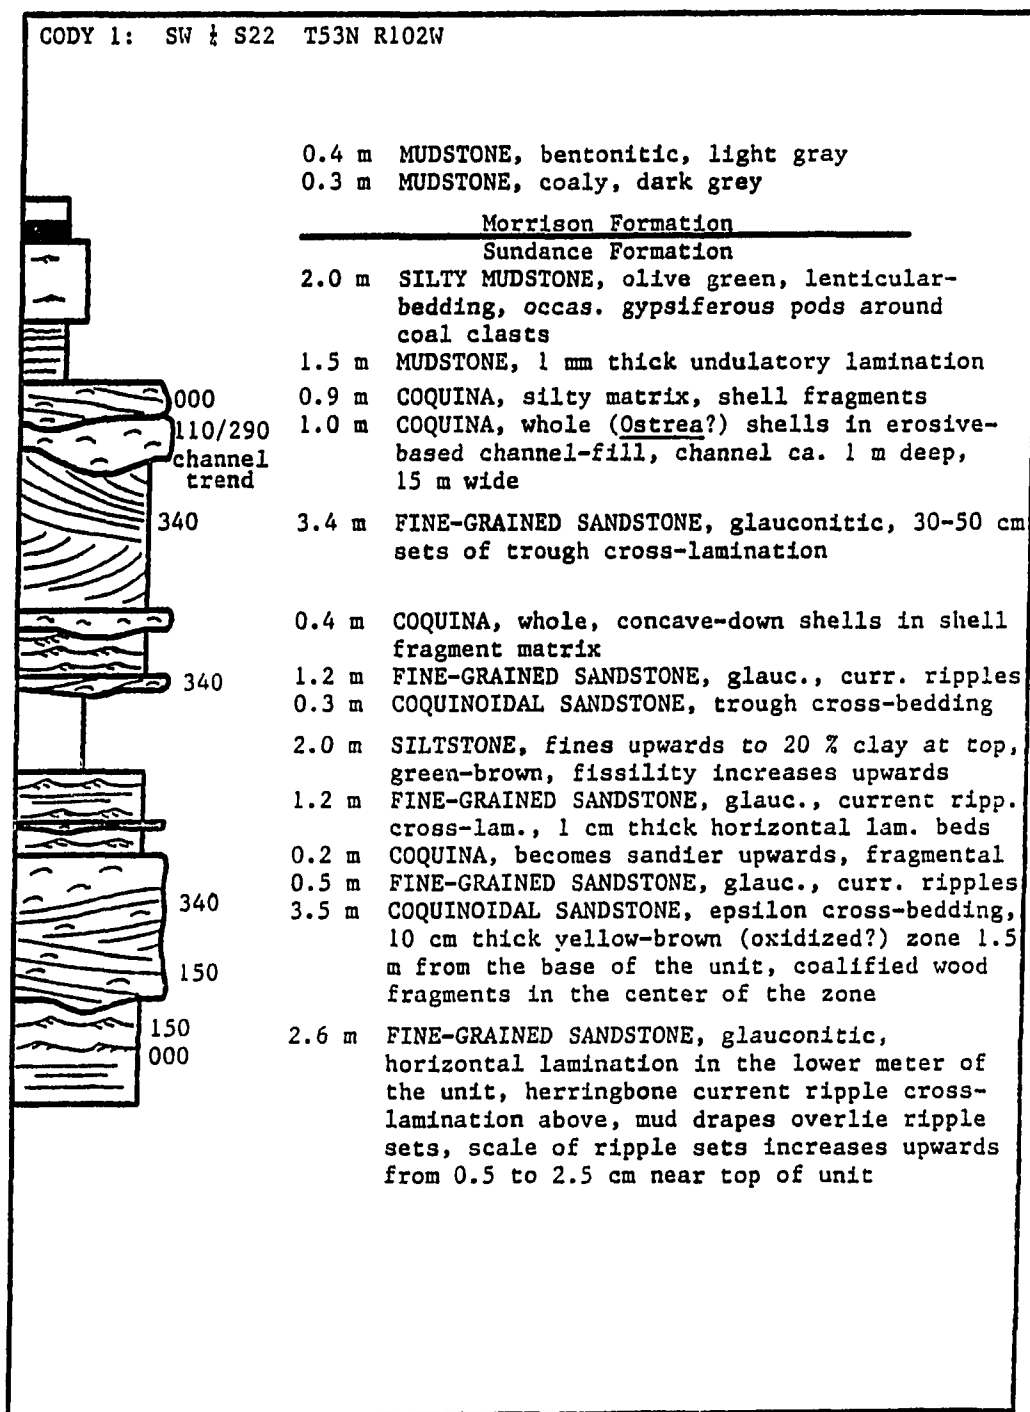 CODY 1: SW ¼ S22 T53N R102W
0.4 m MUDSTONE, bentonitic, light gray
0.3 m MUDSTONE, coaly, dark grey
Morrison Formation
Sundance Formation
2.0 m SILTY MUDSTONE, olive green, lenticular-
bedding, occas. gypsiferous pods around
coal clasts
1.5 m MUDSTONE, 1 mm thick undulatory lamination
000
0.9 m COQUINA, silty matrix, shell fragments
110/290
channel
trend
1.0 m COQUINA, whole (Ostrea?) shells in erosive-
based channel-fill, channel ca. 1 m deep,
15 m wide
340
3.4 m FINE-GRAINED SANDSTONE, glauconitic, 30-50 cm
sets of trough cross-lamination
0.4 m COQUINA, whole, concave-down shells in shell
fragment matrix
340
1.2 m FINE-GRAINED SANDSTONE, glauc., curr. ripples
0.3 m COQUINOIDAL SANDSTONE, trough cross-bedding
2.0 m SILTSTONE, fines upwards to 20 % clay at top,
green-brown, fissility increases upwards
1.2 m FINE-GRAINED SANDSTONE, glauc., current ripp.
cross-lam., 1 cm thick horizontal lam. beds
0.2 m COQUINA, becomes sandier upwards, fragmental
0.5 m FINE-GRAINED SANDSTONE, glauc., curr. ripples
340
3.5 m COQUINOIDAL SANDSTONE, epsilon cross-bedding,
10 cm thick yellow-brown (oxidized?) zone 1.5
150
m from the base of the unit, coalified wood
fragments in the center of the zone
150
000
2.6 m FINE-GRAINED SANDSTONE, glauconitic,
horizontal lamination in the lower meter of
the unit, herringbone current ripple cross-
lamination above, mud drapes overlie ripple
sets, scale of ripple sets increases upwards
from 0.5 to 2.5 cm near top of unit